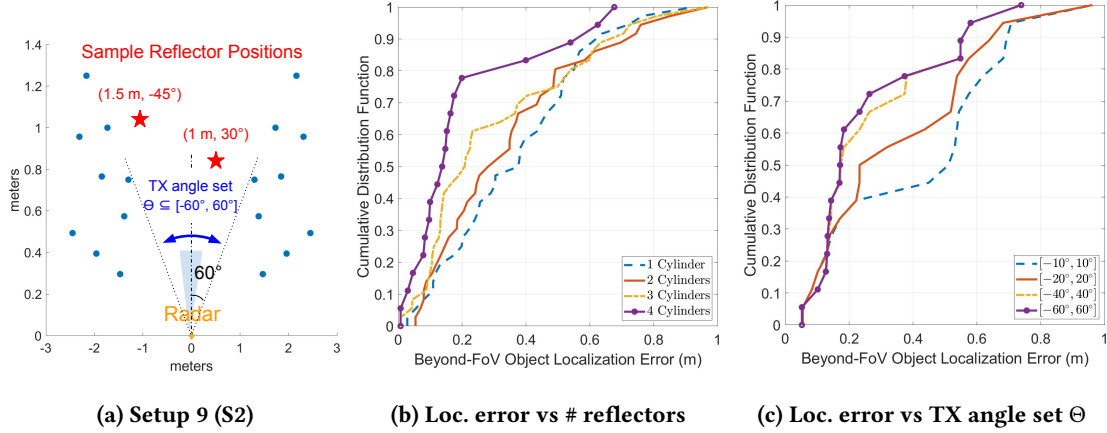 1.4
1.2
1
0.8
0.6
0.4
0.2
0
meters
-3
-2
-1
0
1
2
3
meters
Sample Reflector Positions
(1.5 m, -45°)
(1 m, 30°)
TX angle set
Θ ⊆ [-60°, 60°]
60°
Radar
(a) Setup 9 (S2)
1
0.9
0.8
0.7
0.6
0.5
0.4
0.3
0.2
0.1
0
Cumulative Distribution Function
0
0.2
0.4
0.6
0.8
1
Beyond-FoV Object Localization Error (m)
1 Cylinder
2 Cylinders
3 Cylinders
4 Cylinders
(b) Loc. error vs # reflectors
1
0.9
0.8
0.7
0.6
0.5
0.4
0.3
0.2
0.1
0
Cumulative Distribution Function
0
0.2
0.4
0.6
0.8
1
Beyond-FoV Object Localization Error (m)
[−10°, 10°]
[−20°, 20°]
[−40°, 40°]
[−60°, 60°]
(c) Loc. error vs TX angle set Θ